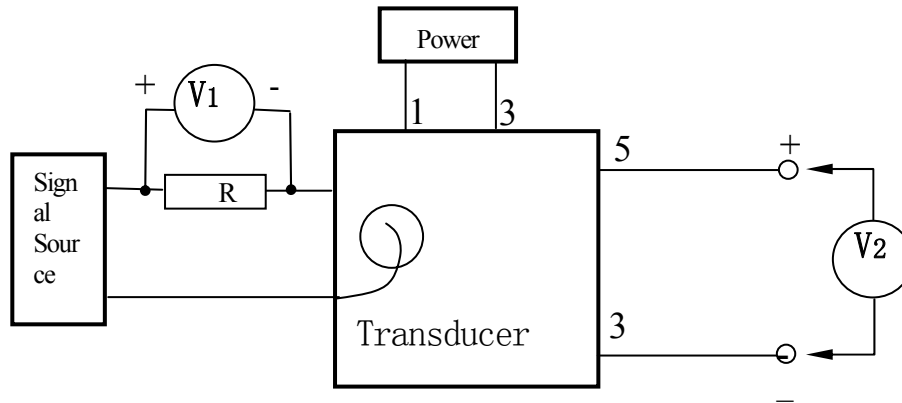 Power
+
V1
-
1
3
5
+
Sign
al
Sour
ce
R
V2
Transducer
3
-
–